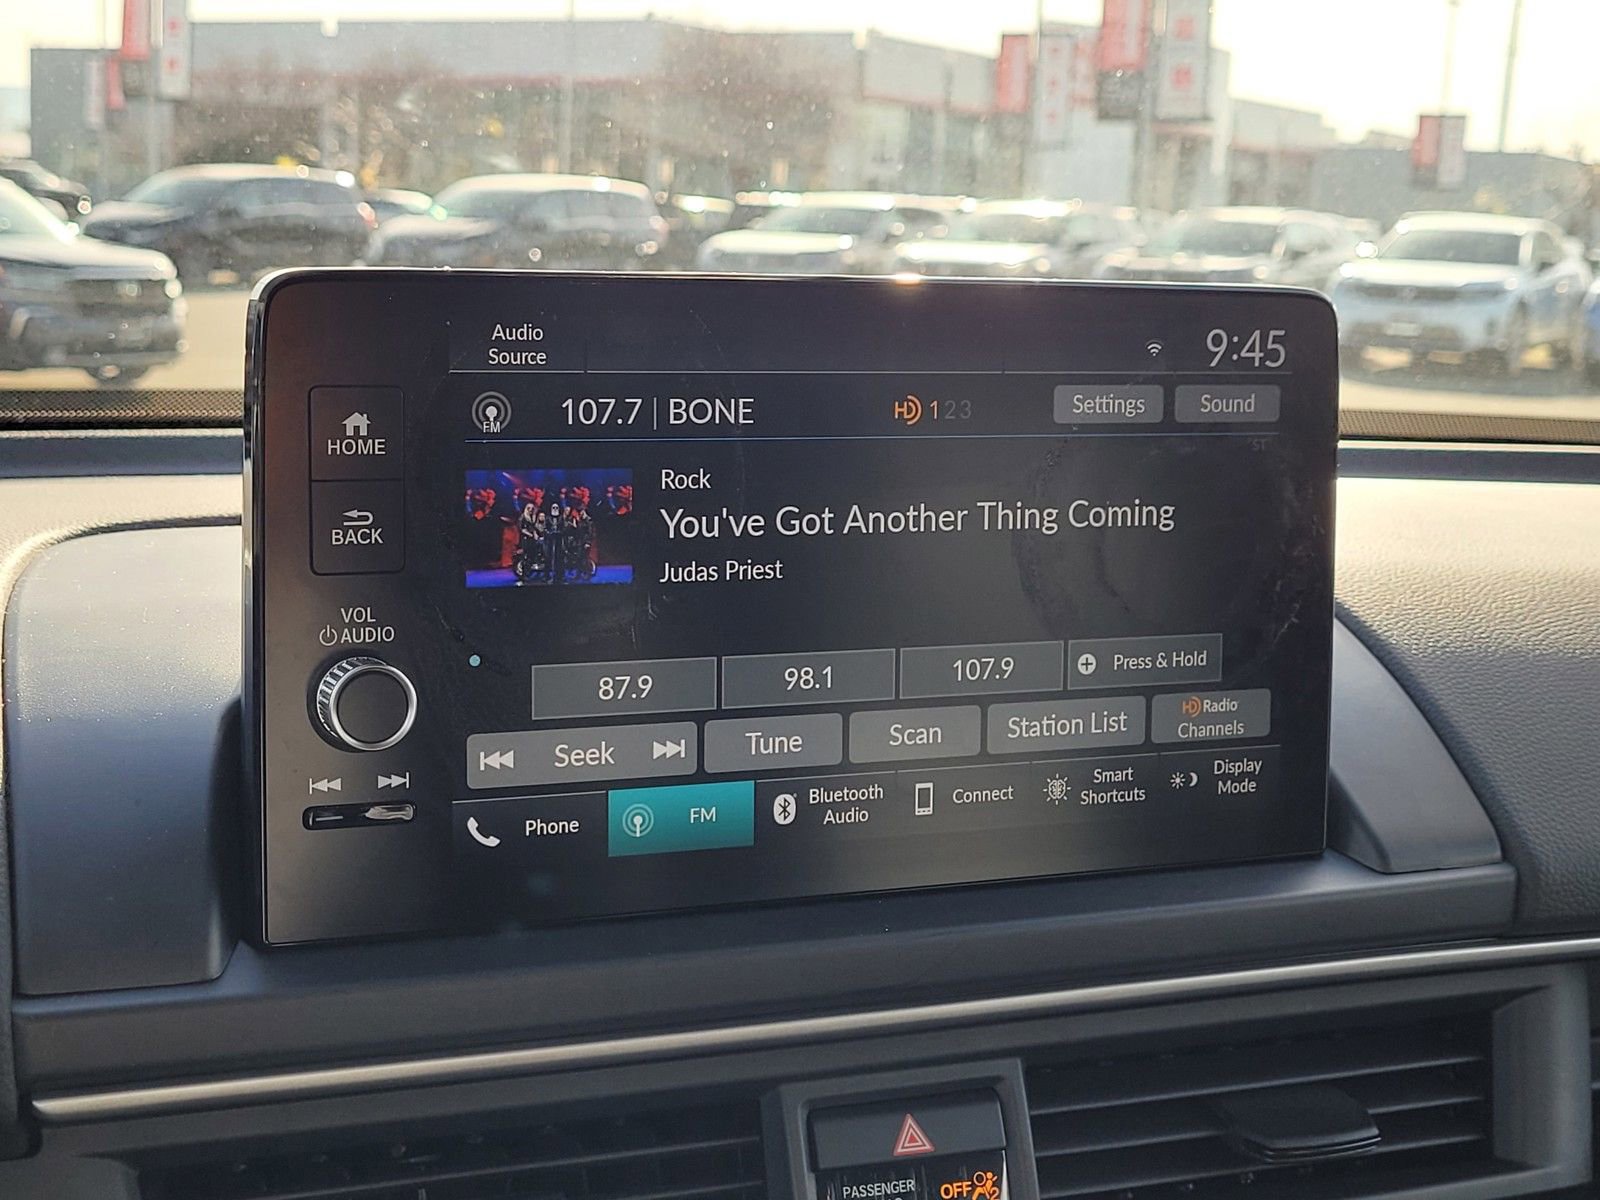 Audio
Source
9:45
FM
107.7 | BONE
HD 1 2 3
Settings
Sound
ST
HOME
BACK
Rock
You've Got Another Thing Coming
Judas Priest
VOL
AUDIO
87.9
98.1
107.9
Press & Hold
Seek
Tune
Scan
Station List
HD Radio
Channels
Phone
FM
Bluetooth
Audio
Connect
Smart
Shortcuts
Display
Mode
PASSENGER
OFF